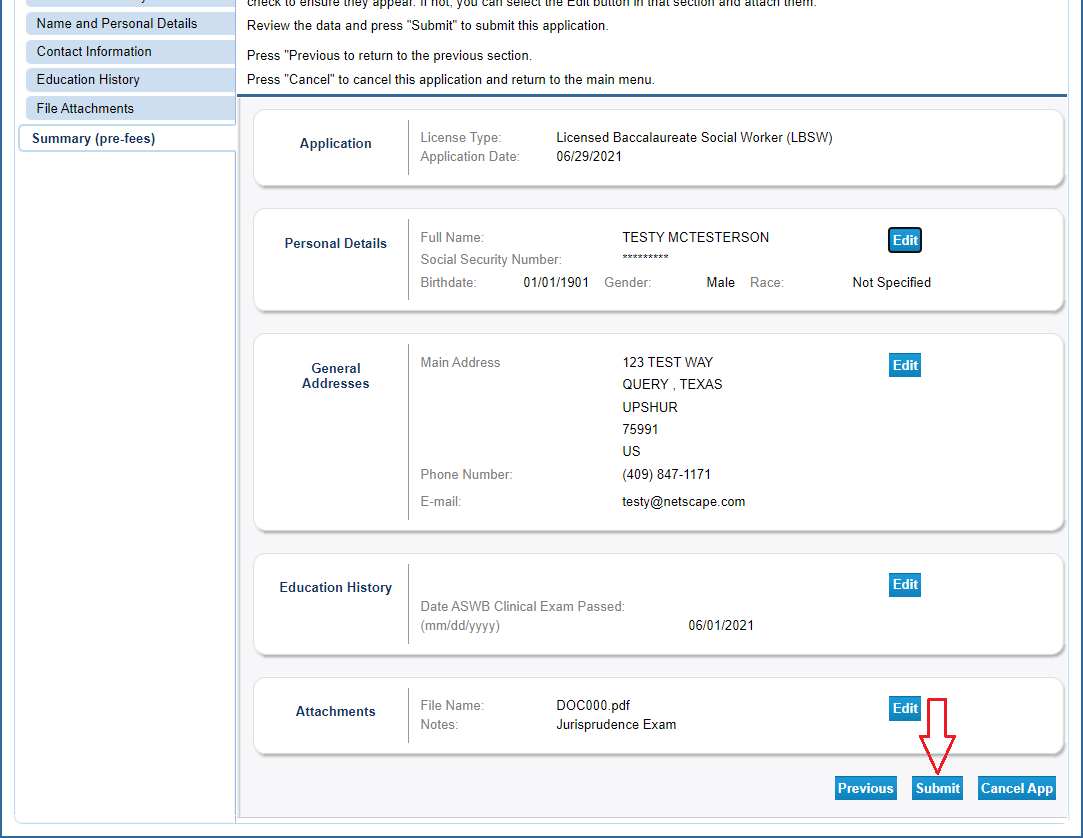 check to ensure they appear. If not, you can select the Edit button in that section and attach them.
Review the data and press "Submit" to submit this application.
Press "Previous to return to the previous section.
Press "Cancel" to cancel this application and return to the main menu.
Name and Personal Details
Contact Information
Education History
File Attachments
Summary (pre-fees)
Application
License Type: Licensed Baccalaureate Social Worker (LBSW)
Application Date: 06/29/2021
Personal Details
Full Name: TESTY MCTESTERSON
Edit
Social Security Number: *********
Birthdate: 01/01/1901 Gender: Male Race: Not Specified
General
Addresses
Main Address 123 TEST WAY
Edit
QUERY , TEXAS
UPSHUR
75991
US
Phone Number: (409) 847-1171
E-mail: testy@netscape.com
Education History
Edit
Date ASWB Clinical Exam Passed:
(mm/dd/yyyy) 06/01/2021
Attachments
File Name: DOC000.pdf
Edit
Notes: Jurisprudence Exam
Previous Submit Cancel App